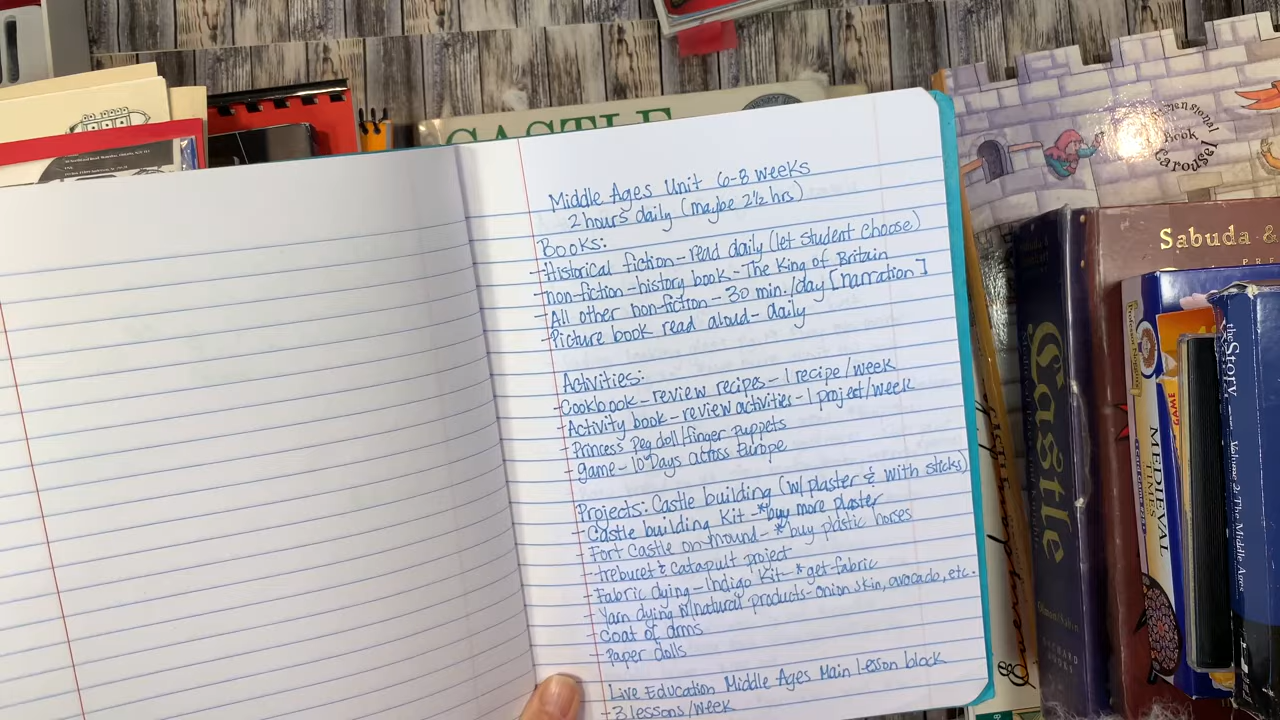 Middle Ages Unit 6-8 weeks
2 hours daily (maybe 2½ hrs)
Books:
-Historical fiction-read daily (let student choose)
-non-fiction-history book-The King of Britain
-All other non-fiction-30 min./day [narration]
-Picture book read aloud-daily
Activities:
-Cookbook-review recipes-1 recipe/week
-Activity book-review activities-1 project/week
-Princess Peg doll/finger Puppets
-game-10 Days across Europe
Projects: Castle building (w/ plaster & with sticks)
-Castle building Kit-*buy more plaster
-Fort Castle on-mound-*buy plastic horses
-trebucet & catapult project
-Fabric dying-Indigo Kit-*get fabric
-Yarn dying w/natural products-onion skin, avocado, etc.
-Coat of Arms
-Paper dolls
Live Education Middle Ages Main Lesson block
-3 lessons/week
CASTLE
Book
Carousel
Sabuda &
Castle
GAME
MEDIEVAL
TIMES
the Story
Volume 2: The Middle Ages